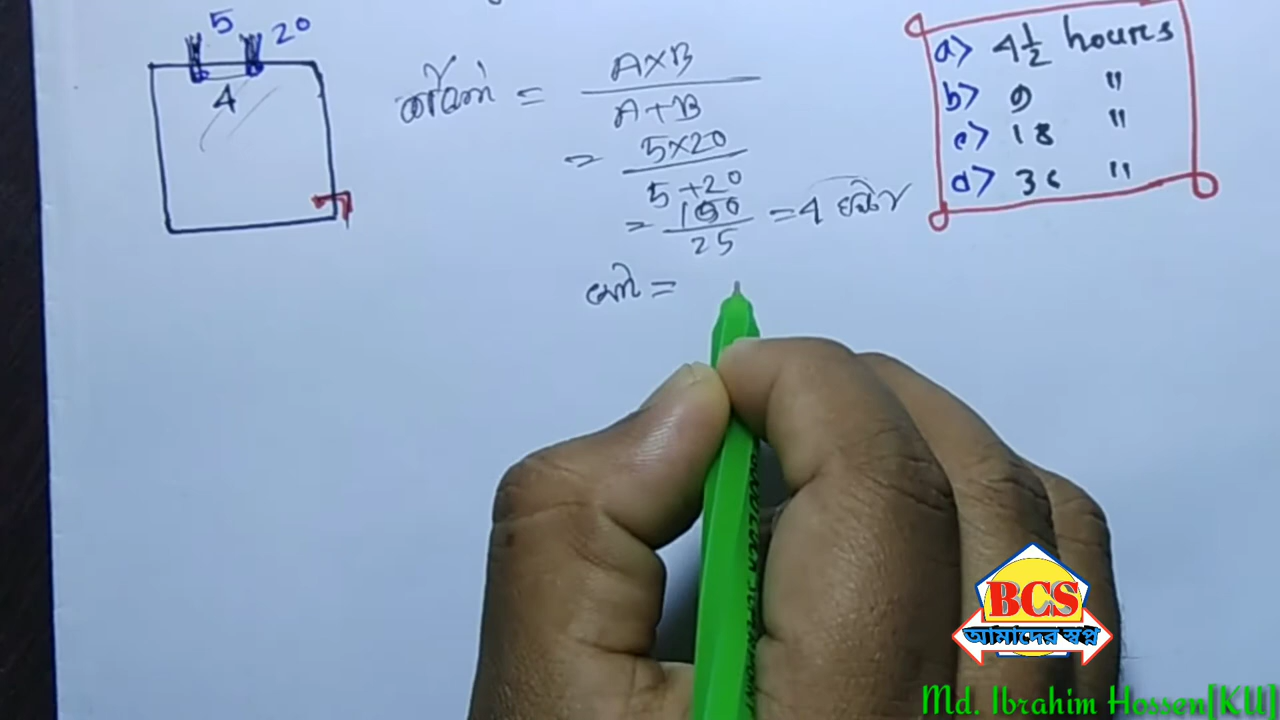 5 20
4
= A×B / A+B
= 5×20 / 5+20
= 100 / 25 = 4 ঘন্টায়
মোট =
a> 4½ hours
b> 9 "
c> 18 "
d> 36 "
BCS
আমাদের স্বপ্ন
Md. Ibrahim Hossen[KU]